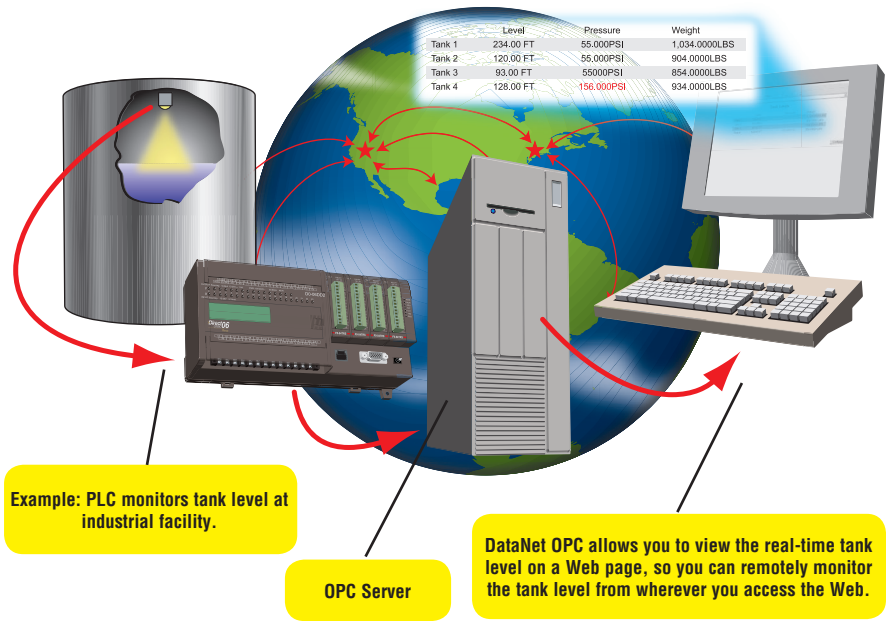 Level Pressure Weight
Tank 1 234.00 FT 55.000PSI 1,034.0000LBS
Tank 2 120.00 FT 55.000PSI 904.0000LBS
Tank 3 93.00 FT 55000PSI 854.0000LBS
Tank 4 128.00 FT 156.000PSI 934.0000LBS
Direct06
Example: PLC monitors tank level at
industrial facility.
OPC Server
DataNet OPC allows you to view the real-time tank
level on a Web page, so you can remotely monitor
the tank level from wherever you access the Web.